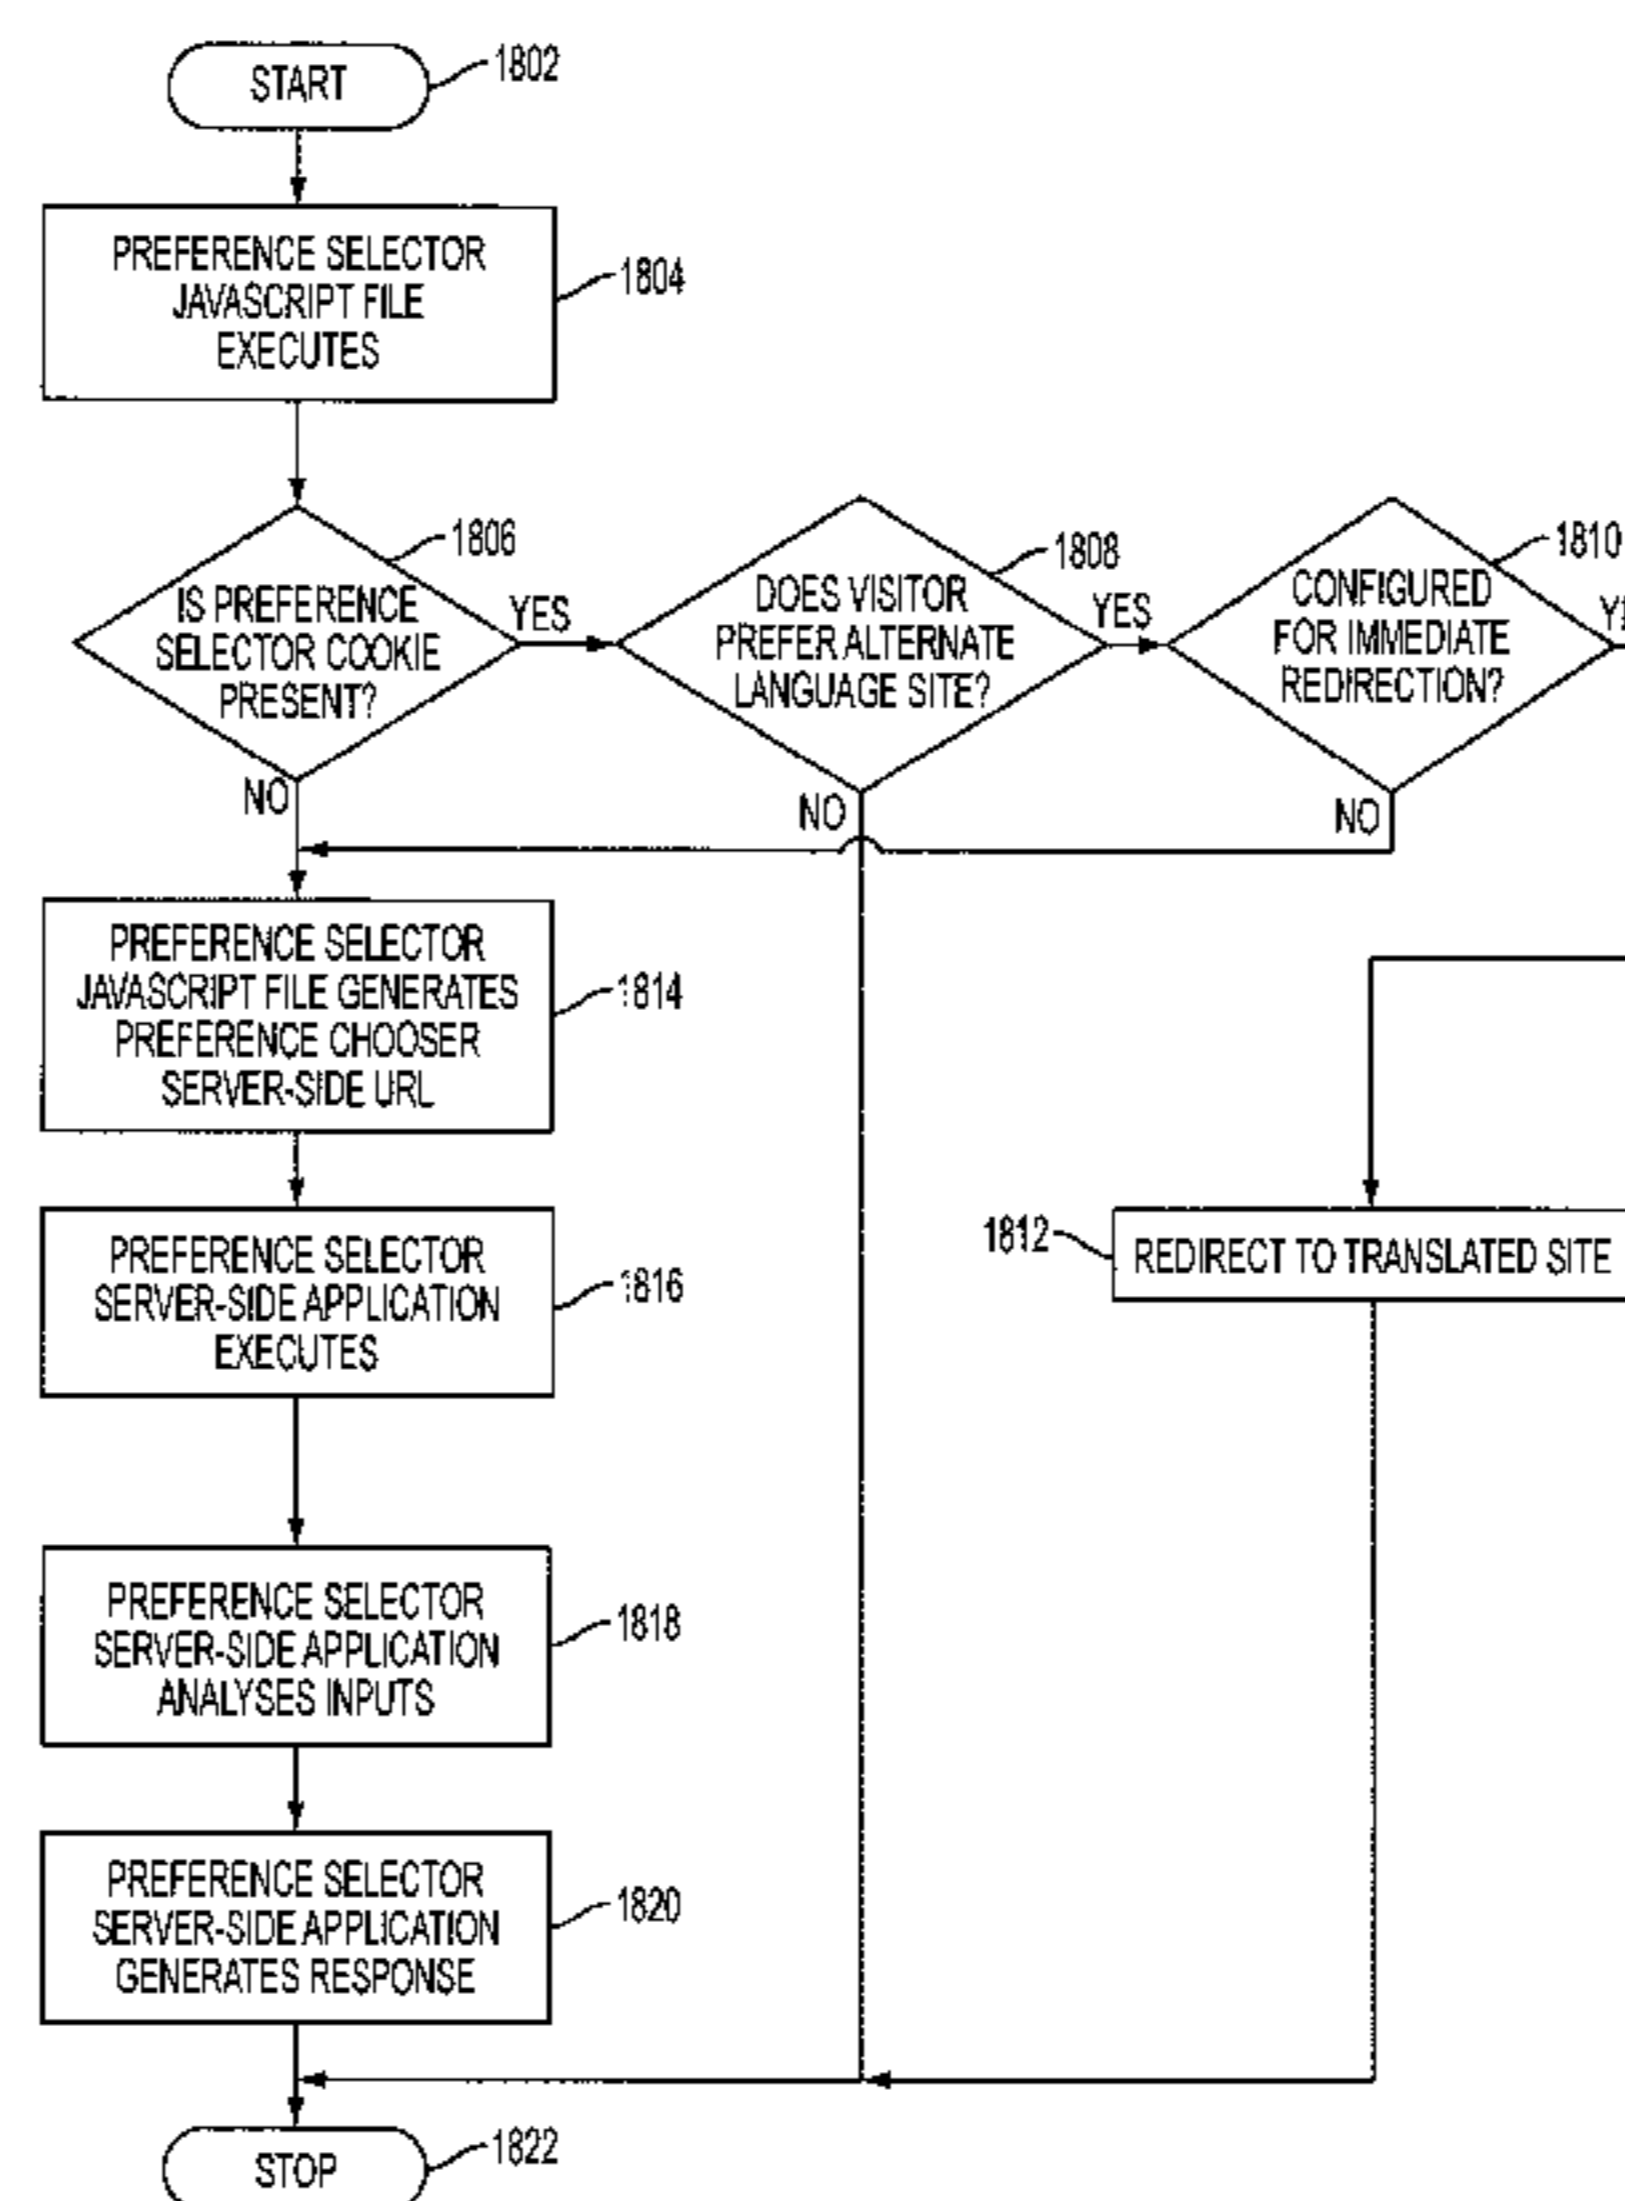 START
1802
PREFERENCE SELECTOR
JAVASCRIPT FILE
EXECUTES
1804
IS PREFERENCE
SELECTOR COOKIE
PRESENT?
1806
YES
NO
DOES VISITOR
PREFER ALTERNATE
LANGUAGE SITE?
1808
YES
NO
CONFIGURED
FOR IMMEDIATE
REDIRECTION?
1810
NO
PREFERENCE SELECTOR
JAVASCRIPT FILE GENERATES
PREFERENCE CHOOSER
SERVER-SIDE URL
1814
PREFERENCE SELECTOR
SERVER-SIDE APPLICATION
EXECUTES
1816
1812
REDIRECT TO TRANSLATED SITE
PREFERENCE SELECTOR
SERVER-SIDE APPLICATION
ANALYSES INPUTS
1818
PREFERENCE SELECTOR
SERVER-SIDE APPLICATION
GENERATES RESPONSE
1820
STOP
1822